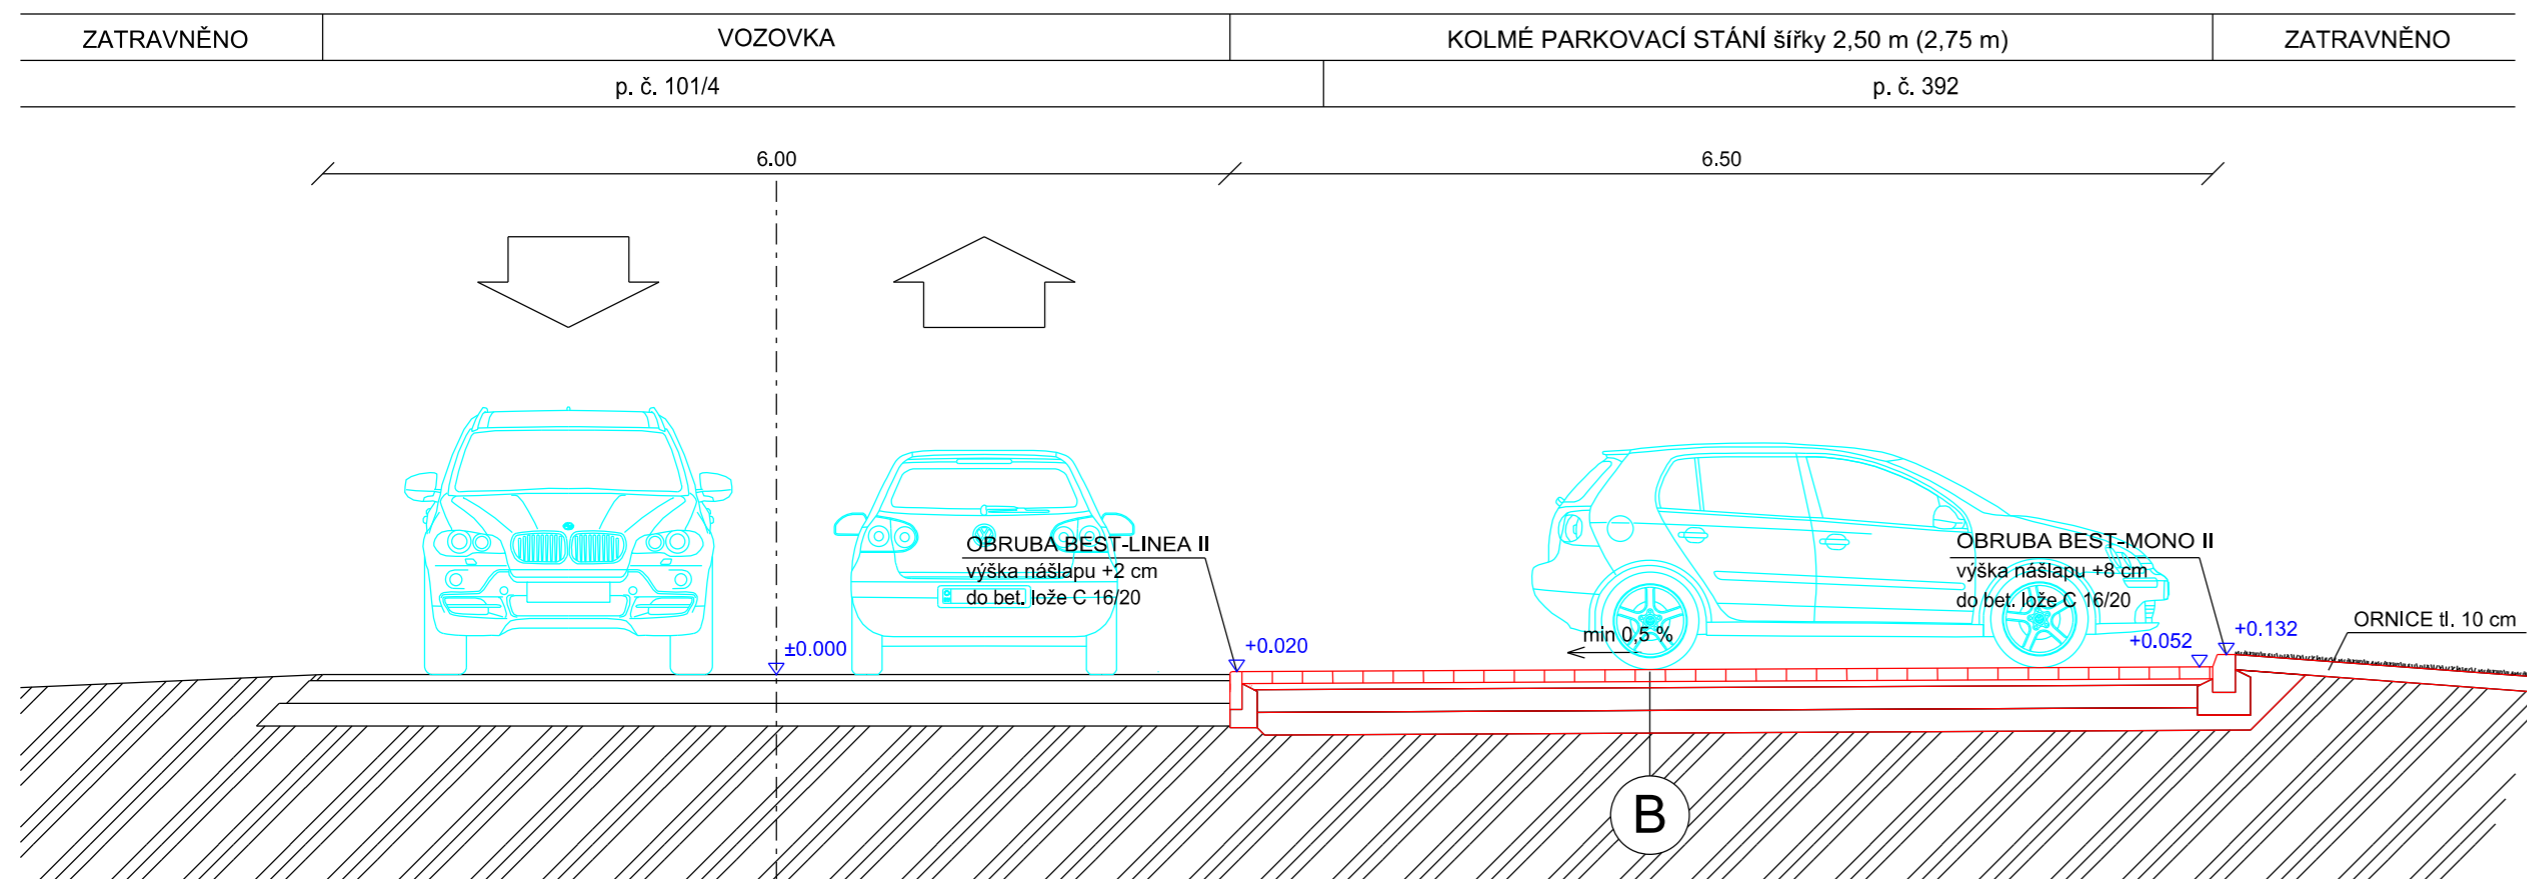 ZATRAVNĚNO
VOZOVKA
KOLMÉ PARKOVACÍ STÁNÍ šířky 2,50 m (2,75 m)
ZATRAVNĚNO
p. č. 101/4
p. č. 392
6.00
6.50
OBRUBA BEST-LINEA II
výška nášlapu +2 cm
do bet. lože C 16/20
OBRUBA BEST-MONO II
výška nášlapu +8 cm
do bet. lože C 16/20
ORNICE tl. 10 cm
min 0,5 %
±0.000
+0.020
+0.052
+0.132
B